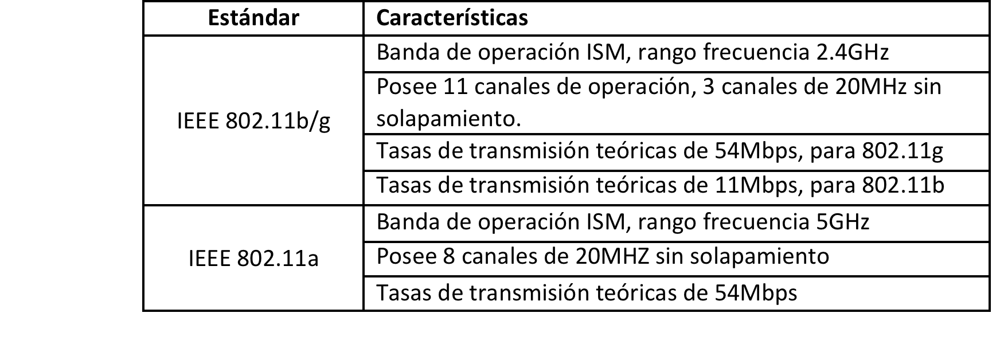 Estándar
Características
IEEE 802.11b/g
Banda de operación ISM, rango frecuencia 2.4GHz
Posee 11 canales de operación, 3 canales de 20MHz sin
solapamiento.
Tasas de transmisión teóricas de 54Mbps, para 802.11g
Tasas de transmisión teóricas de 11Mbps, para 802.11b
IEEE 802.11a
Banda de operación ISM, rango frecuencia 5GHz
Posee 8 canales de 20MHZ sin solapamiento
Tasas de transmisión teóricas de 54Mbps